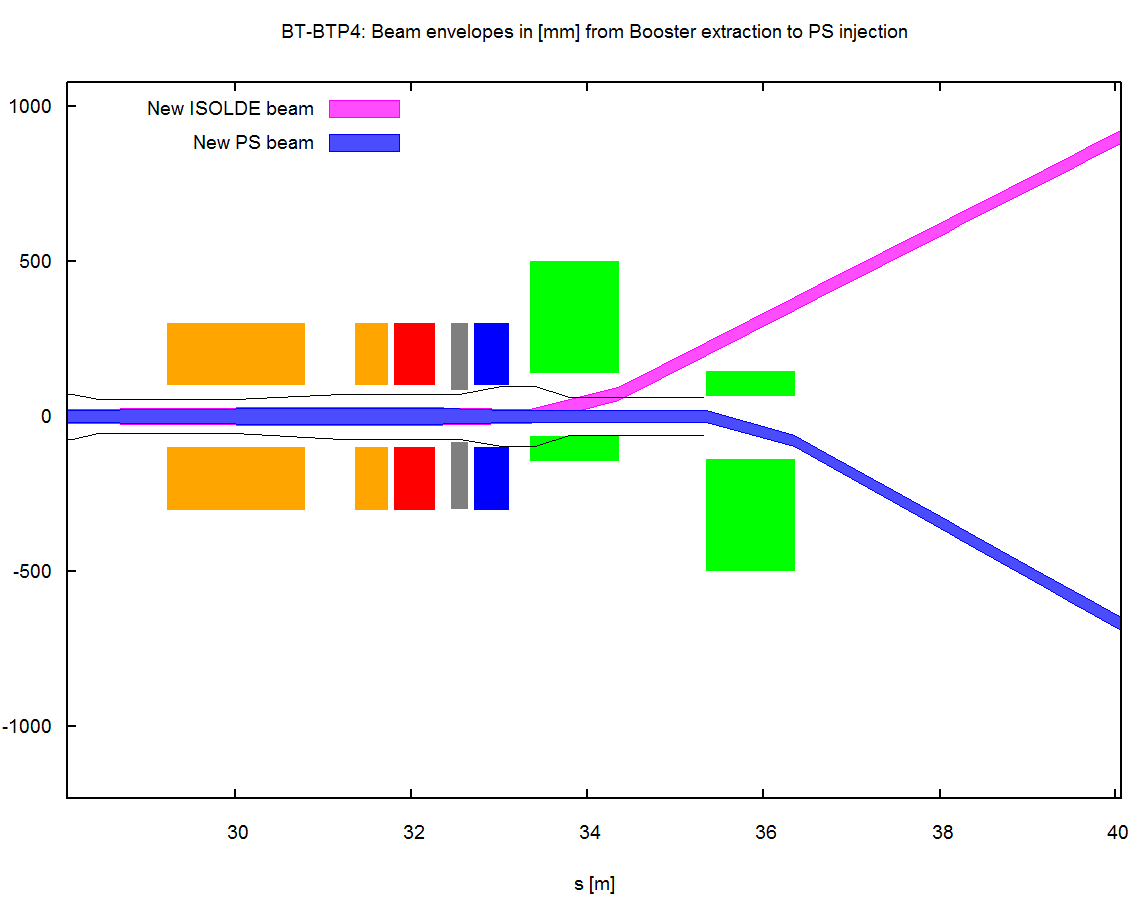 BT-BTP4: Beam envelopes in [mm] from Booster extraction to PS injection
1000
New ISOLDE beam
New PS beam
500
0
-500
-1000
30 32 34 36 38 40
s [m]